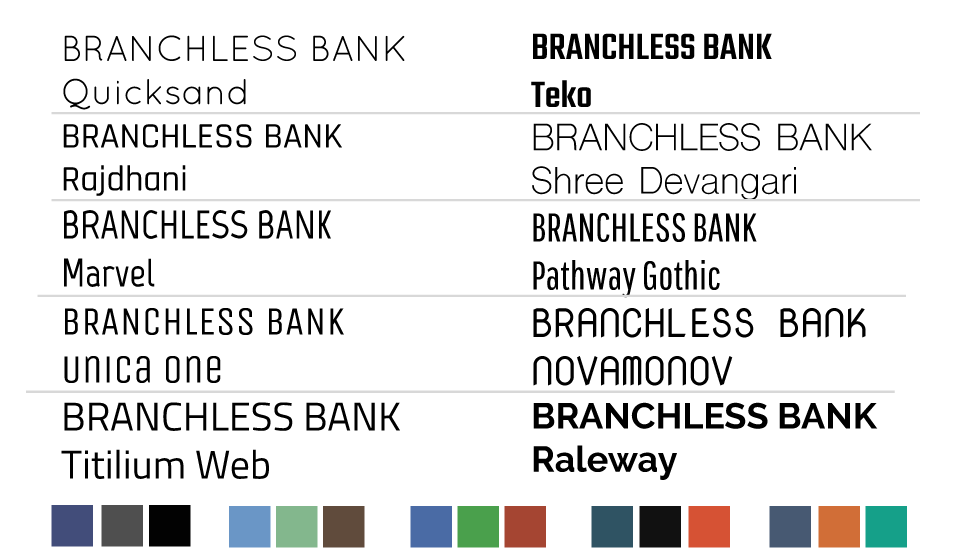 BRANCHLESS BANK
Quicksand
BRANCHLESS BANK
Teko
BRANCHLESS BANK
Rajdhani
BRANCHLESS BANK
Shree Devangari
BRANCHLESS BANK
Marvel
BRANCHLESS BANK
Pathway Gothic
BRANCHLESS BANK
unica one
BRANCHLESS BANK
NOVAMONOV
BRANCHLESS BANK
Titilium Web
BRANCHLESS BANK
Raleway